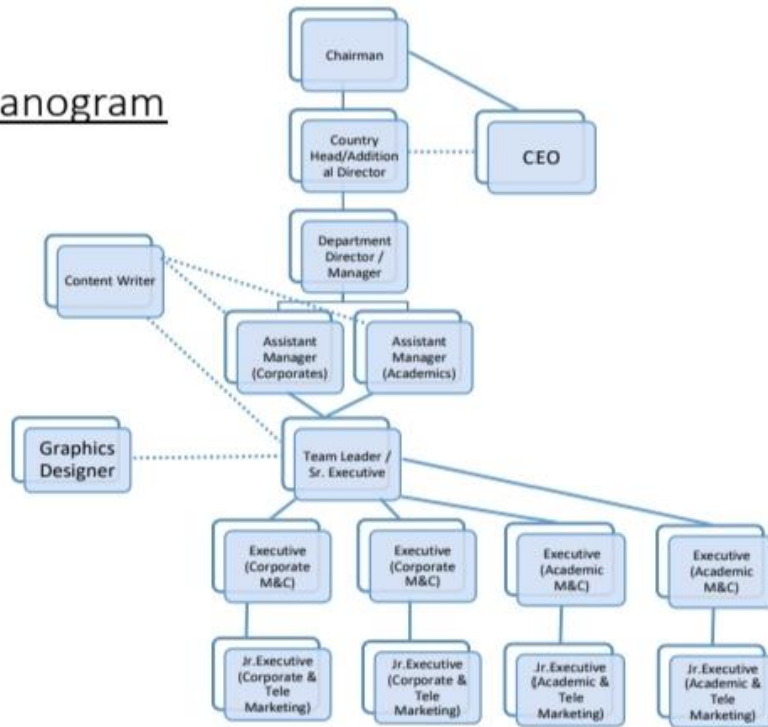 anogram
Chairman
Country
Head/Addition
al Director
CEO
Department
Director /
Manager
Content Writer
Assistant
Manager
(Corporates)
Assistant
Manager
(Academics)
Graphics
Designer
Team Leader /
Sr. Executive
Executive
(Corporate
M&C)
Executive
(Corporate
M&C)
Executive
(Academic
M&C)
Executive
(Academic
M&C)
Jr.Executive
(Corporate &
Tele
Marketing)
Jr.Executive
(Corporate &
Tele
Marketing)
Jr.Executive
(Academic &
Tele
Marketing)
Jr.Executive
(Academic &
Tele
Marketing)